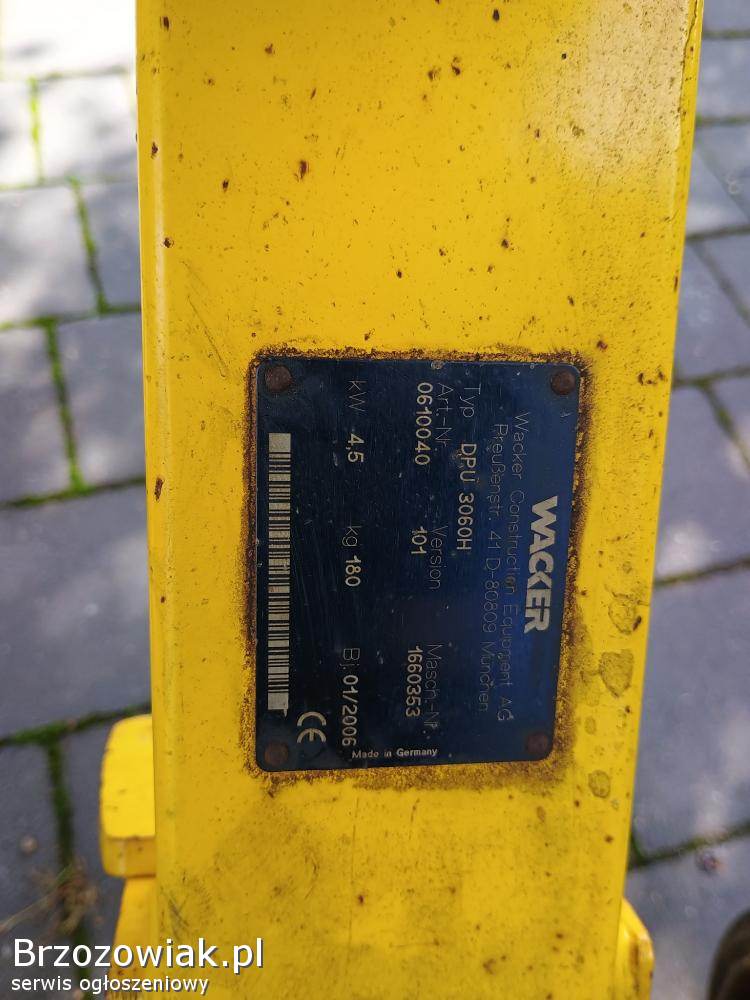 WACKER
Wacker Construction Equipment AG
Preußenstr. 41 D-80809 München
Typ DPU 3060H
Art.-Nr. Version Masch.-Nr.
0610040 101 1660353
kW 4,5 kg 180 Bj. 01/2006
Made in Germany
CE
Brzozowiak.pl
serwis ogłoszeniowy